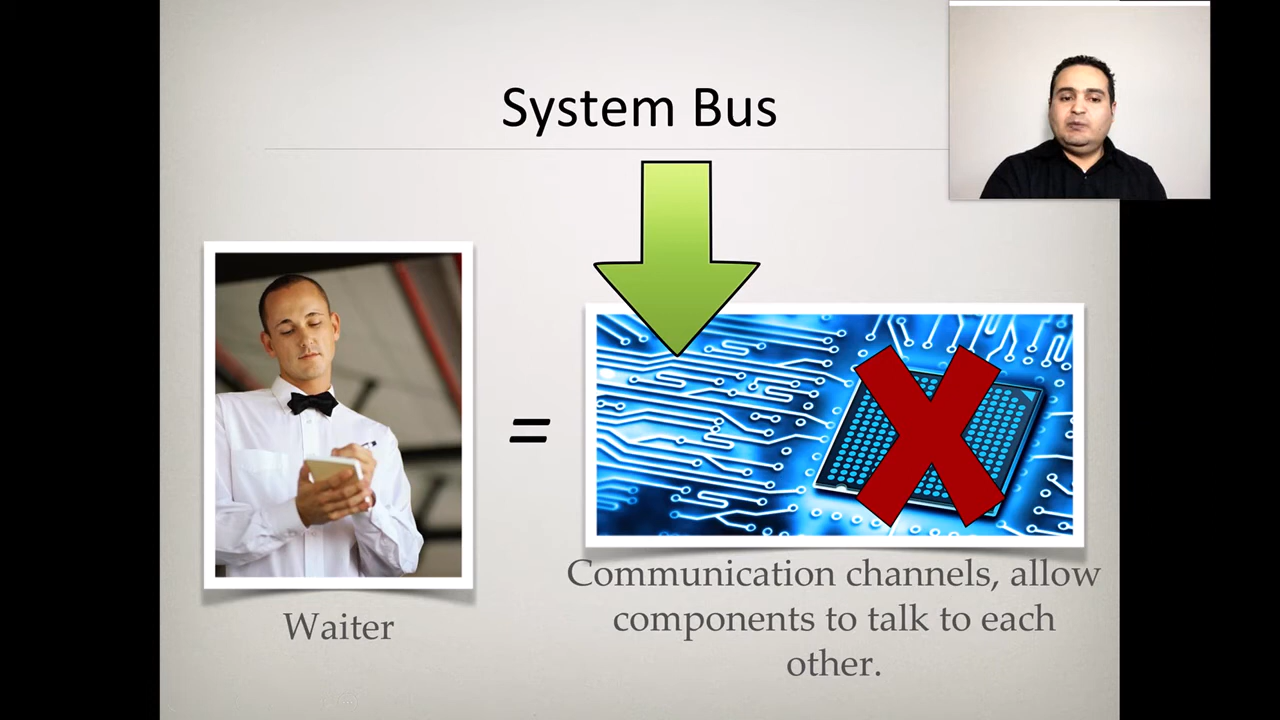 System Bus
=
Waiter
Communication channels, allow
components to talk to each
other.